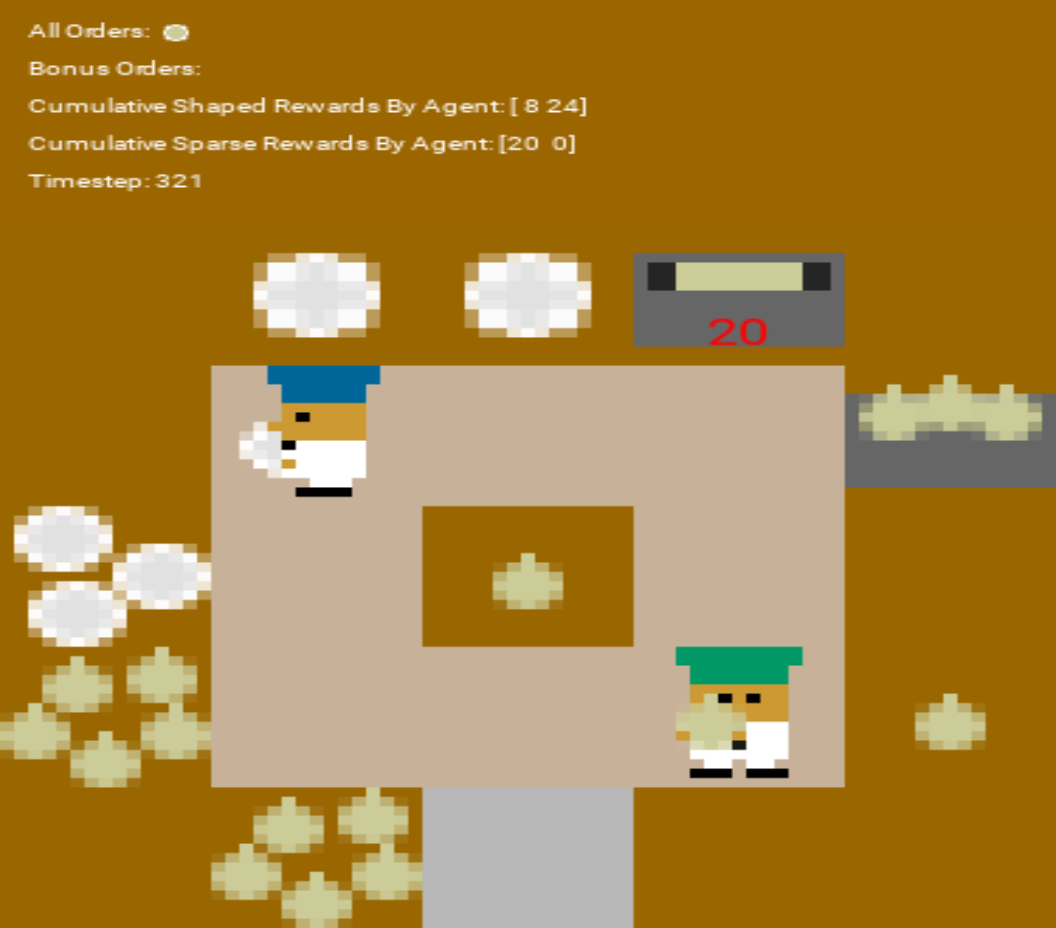 All Orders:
Bonus Orders:
Cumulative Shaped Rewards By Agent: [ 8 24]
Cumulative Sparse Rewards By Agent: [20  0]
Timestep: 321
20